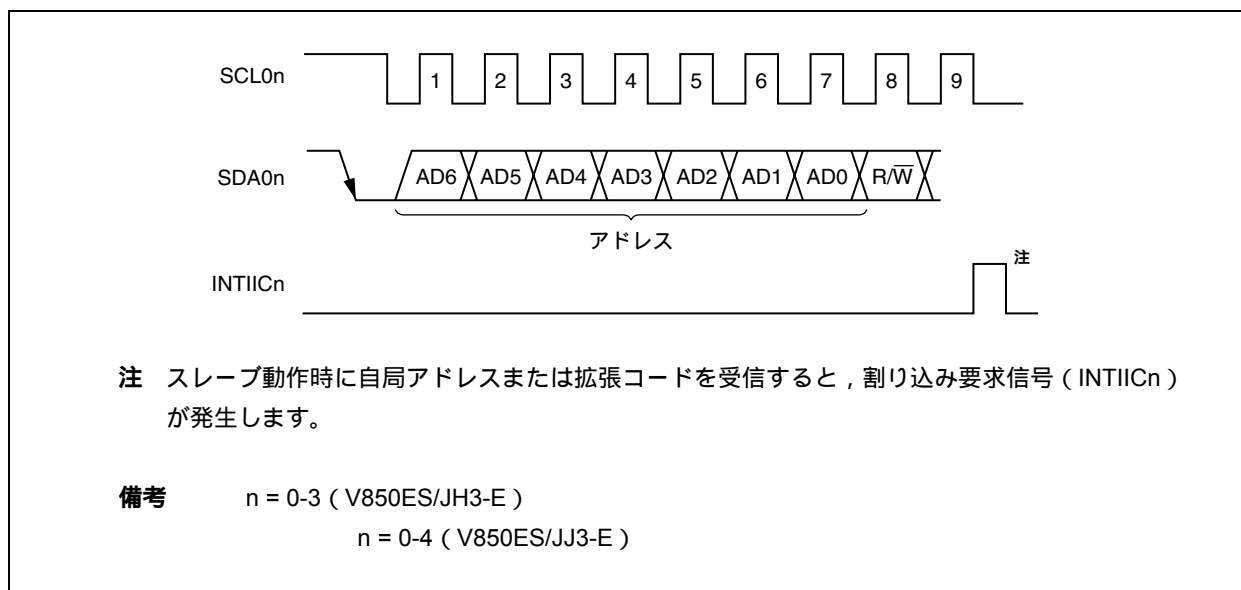 SCL0n 1 2 3 4 5 6 7 8 9
SDA0n AD6 AD5 AD4 AD3 AD2 AD1 AD0 R/W̅
アドレス
INTIICn 注
注 スレーブ動作時に自局アドレスまたは拡張コードを受信すると，割り込み要求信号（INTIICn）
が発生します。
備考 n = 0-3（V850ES/JH3-E）
n = 0-4（V850ES/JJ3-E）